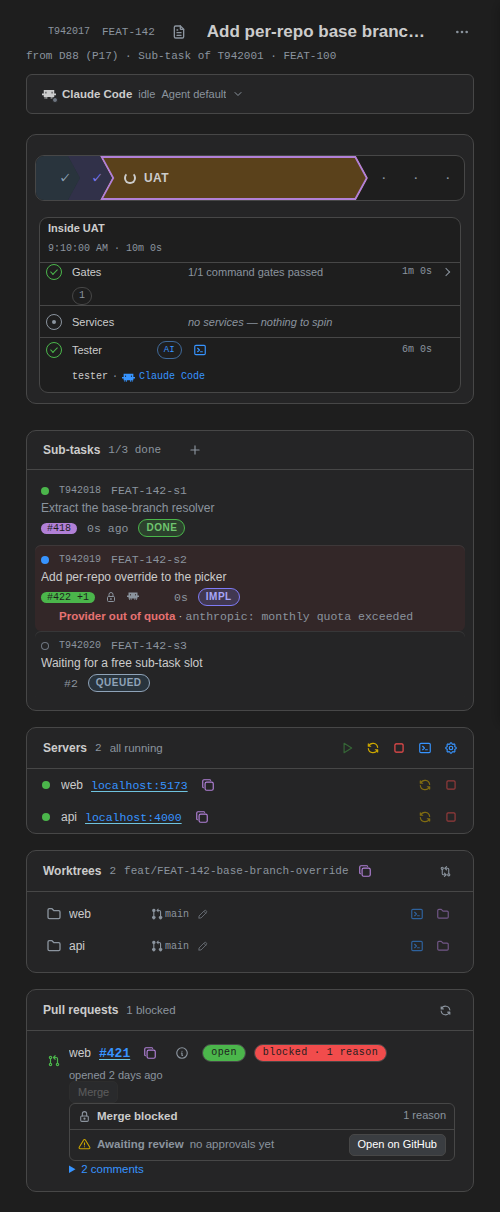 T942017 FEAT-142 Add per-repo base branc…
from D88 (P17) · Sub-task of T942001 · FEAT-100
Claude Code idle Agent default
UAT
Inside UAT
9:10:00 AM · 10m 0s
Gates 1/1 command gates passed 1m 0s
1
Services no services — nothing to spin
Tester AI 6m 0s
tester · Claude Code
Sub-tasks 1/3 done
T942018 FEAT-142-s1
Extract the base-branch resolver
#418 0s ago DONE
T942019 FEAT-142-s2
Add per-repo override to the picker
#422 +1 0s IMPL
Provider out of quota · anthropic: monthly quota exceeded
T942020 FEAT-142-s3
Waiting for a free sub-task slot
#2 QUEUED
Servers 2 all running
web localhost:5173
api localhost:4000
Worktrees 2 feat/FEAT-142-base-branch-override
web main
api main
Pull requests 1 blocked
web #421 open blocked · 1 reason
opened 2 days ago
Merge
Merge blocked 1 reason
Awaiting review no approvals yet Open on GitHub
2 comments